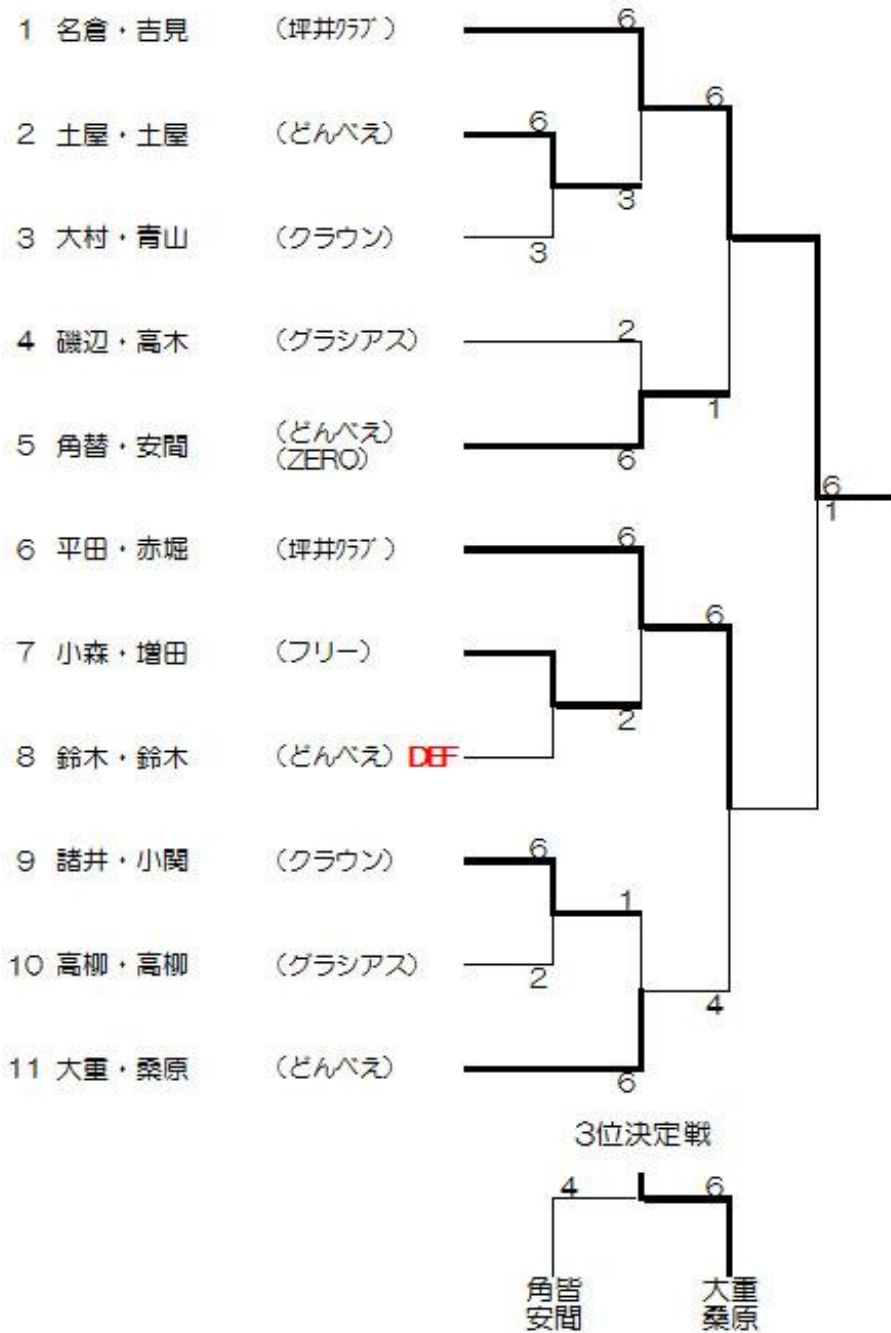 6
1 名倉・吉見 (坪井ｸﾗﾌﾞ)
6
2 土屋・土屋 (どんべえ) 6
3
3 大村・青山 (クラウン) 3
4 磯辺・高木 (グラシアス) 2
1
5 角替・安間 (どんべえ)
(ZERO) 6
6
1
6 平田・赤堀 (坪井ｸﾗﾌﾞ) 6
6
7 小森・増田 (フリー)
2
8 鈴木・鈴木 (どんべえ) DEF
9 諸井・小関 (クラウン) 6
1
10 高柳・高柳 (グラシアス) 2
4
11 大重・桑原 (どんべえ) 6
3位決定戦
4 6
角皆 大重
安間 桑原